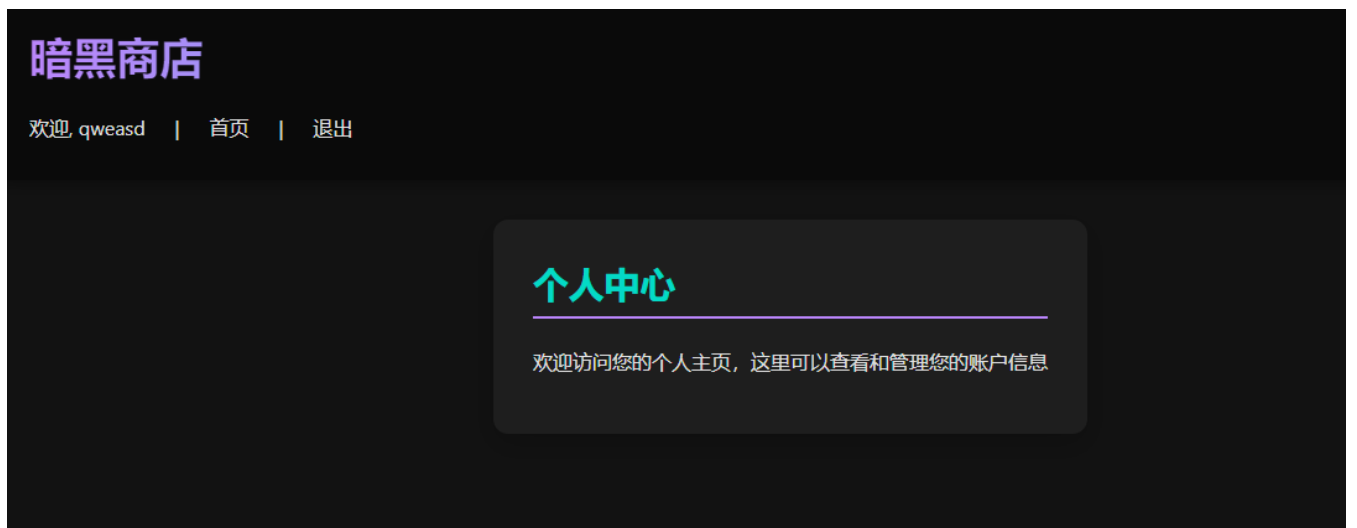 暗黑商店
欢迎, qweasd | 首页 | 退出
个人中心
欢迎访问您的个人主页，这里可以查看和管理您的账户信息